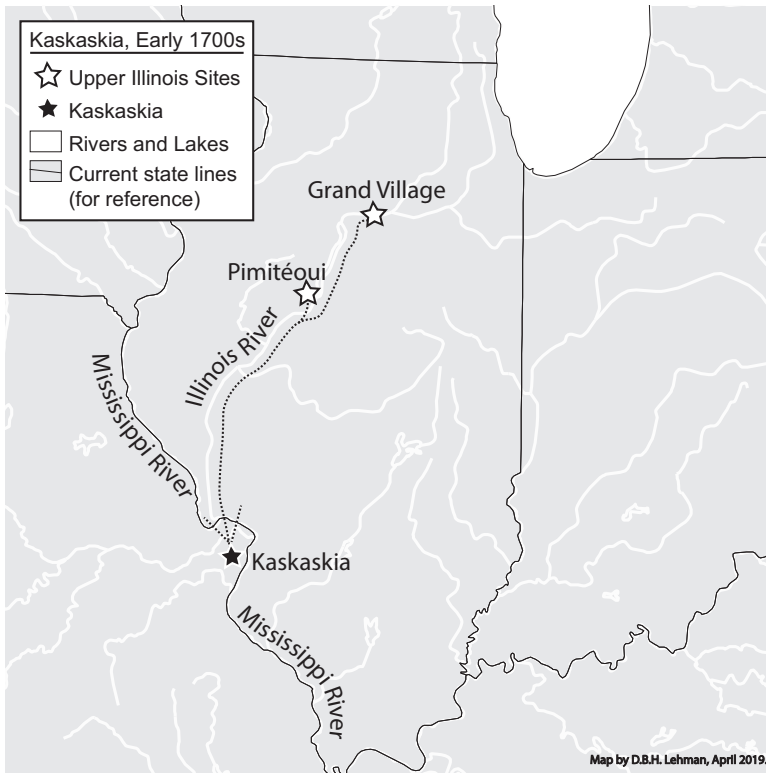 Kaskaskia, Early 1700s
Upper Illinois Sites
Kaskaskia
Rivers and Lakes
Current state lines
(for reference)
Grand Village
Pimitéoui
Illinois River
Mississippi River
Kaskaskia
Mississippi River
Map by D.B.H. Lehman, April 2019.